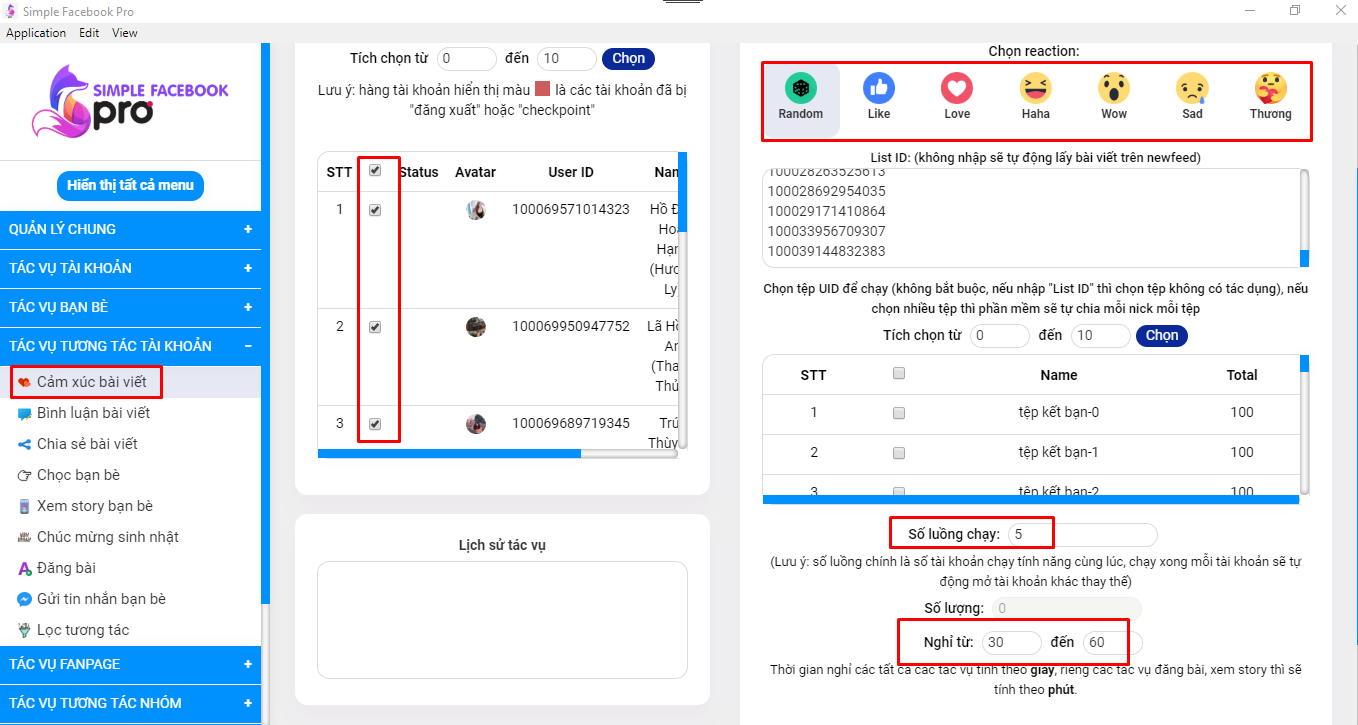 Simple Facebook Pro
Application Edit View
SIMPLE FACEBOOK
pro
Hiển thị tất cả menu
QUẢN LÝ CHUNG +
TÁC VỤ TÀI KHOẢN +
TÁC VỤ BẠN BÈ +
TÁC VỤ TƯƠNG TÁC TÀI KHOẢN −
Cảm xúc bài viết
Bình luận bài viết
Chia sẻ bài viết
Chọc bạn bè
Xem story bạn bè
Chúc mừng sinh nhật
Đăng bài
Gửi tin nhắn bạn bè
Lọc tương tác
TÁC VỤ FANPAGE +
TÁC VỤ TƯƠNG TÁC NHÓM +
Tích chọn từ 0 đến 10 Chọn
Lưu ý: hàng tài khoản hiển thị màu là các tài khoản đã bị
"đăng xuất" hoặc "checkpoint"
STT Status Avatar User ID
1 100069571014323 Hồ
2 100069950947752 Lã
3 100069689719345
Lịch sử tác vụ
Chọn reaction:
Random Like Love Haha Wow Sad Thương
List ID: (không nhập sẽ tự động lấy bài viết trên newfeed)
100028263525613
100028692954035
100029171410864
100033956709307
100039144832383
Chọn tệp UID để chạy (không bắt buộc, nếu nhập "List ID" thì chọn tệp không có tác dụng), nếu
chọn nhiều tệp thì phần mềm sẽ tự chia mỗi nick mỗi tệp
Tích chọn từ 0 đến 10 Chọn
STT Name Total
1 tệp kết bạn-0 100
2 tệp kết bạn-1 100
3 tệp kết bạn-2 100
Số luồng chạy: 5
(Lưu ý: số luồng chính là số tài khoản chạy tính năng cùng lúc, chạy xong mỗi tài khoản sẽ tự
động mở tài khoản khác thay thế)
Số lượng: 0
Nghỉ từ: 30 đến 60
Thời gian nghỉ các tất cả các tác vụ tính theo giây, riêng các tác vụ đăng bài, xem story thì sẽ
tính theo phút.